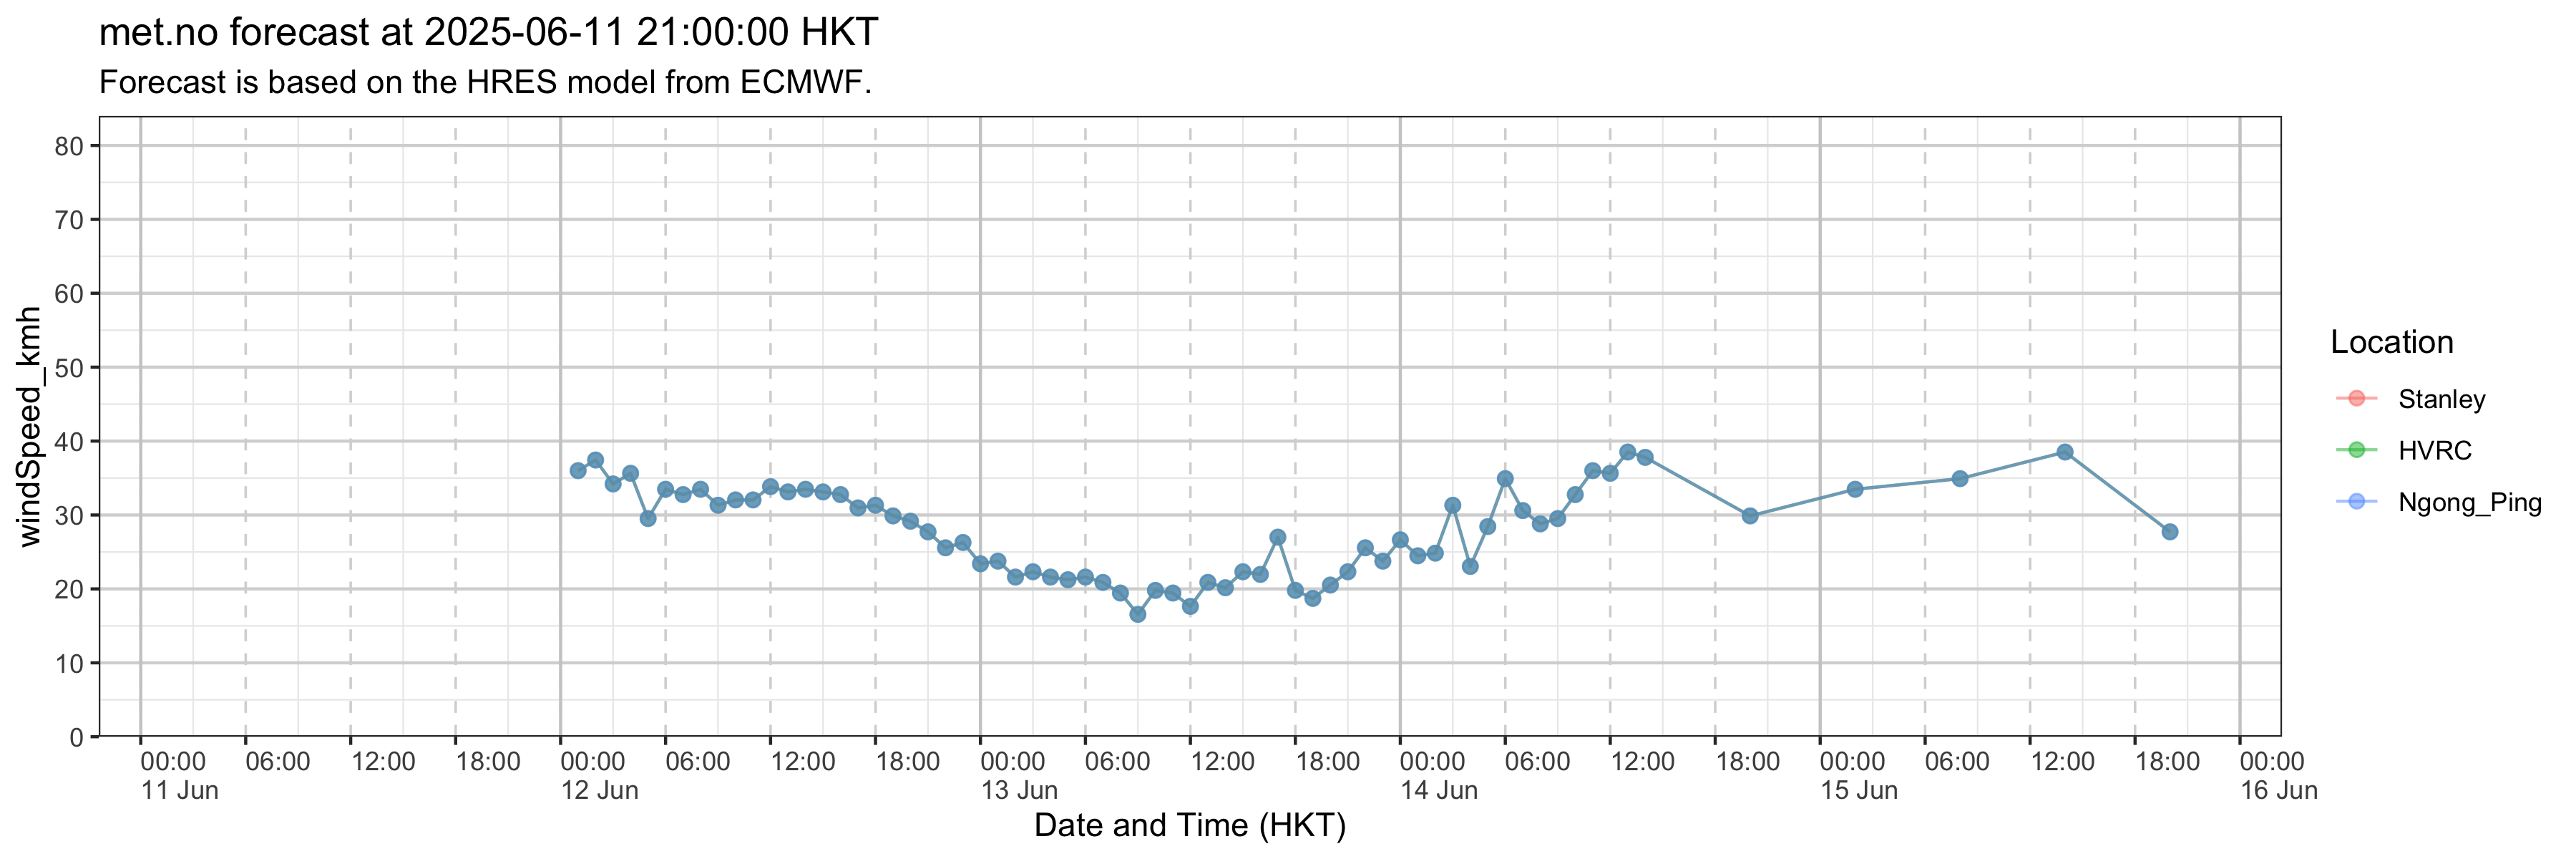 met.no forecast at 2025-06-11 21:00:00 HKT
Forecast is based on the HRES model from ECMWF.
windSpeed_kmh
80
70
60
50
40
30
20
10
0
00:00 06:00 12:00 18:00 00:00 06:00 12:00 18:00 00:00 06:00 12:00 18:00 00:00 06:00 12:00 18:00 00:00 06:00 12:00 18:00 00:00
11 Jun 12 Jun 13 Jun 14 Jun 15 Jun 16 Jun
Date and Time (HKT)
Location
Stanley
HVRC
Ngong_Ping